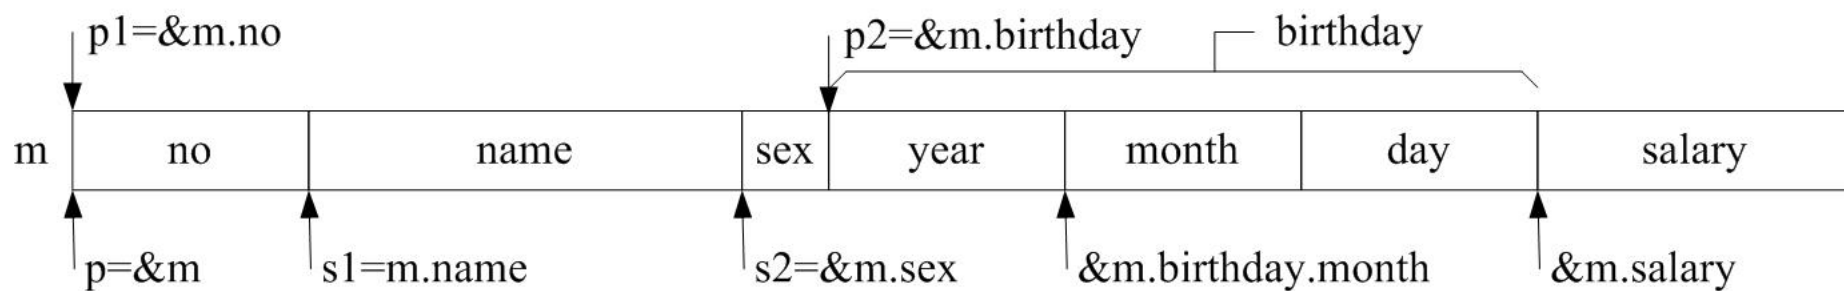 p1=&m.no
p2=&m.birthday
birthday
m
no
name
sex
year
month
day
salary
p=&m
s1=m.name
s2=&m.sex
&m.birthday.month
&m.salary